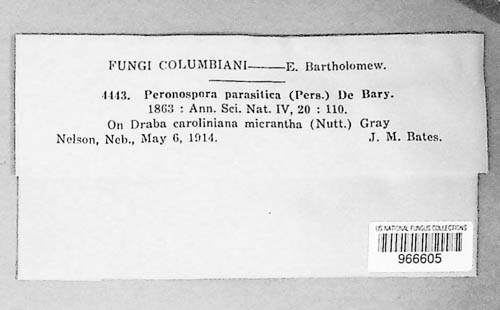 FUNGI COLUMBIANI——E. Bartholomew.
4443. Peronospora parasitica (Pers.) De Bary.
1863 : Ann. Sci. Nat. IV, 20 : 110.
On Draba caroliniana micrantha (Nutt.) Gray
Nelson, Neb., May 6, 1914. J. M. Bates.
US NATIONAL FUNGUS COLLECTIONS
966605